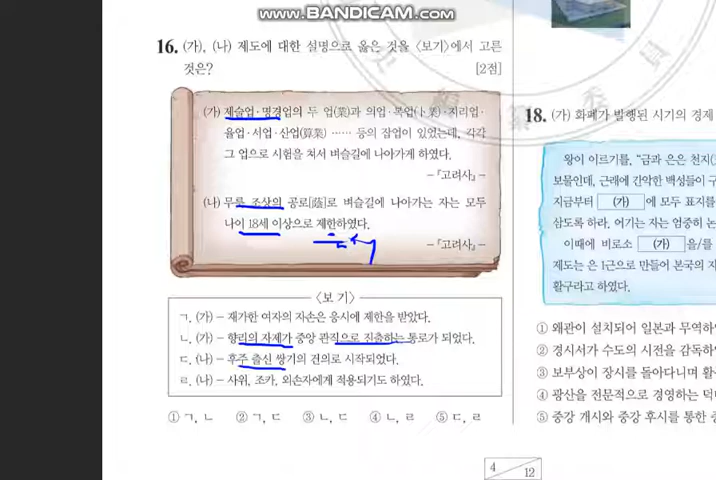 www.BANDICAM.com
16. (가), (나) 제도에 대한 설명으로 옳은 것을 〈보기〉에서 고른
것은? [2점]
(가) 제술업·명경업의 두 업(業)과 의업·복업(卜業)·지리업·
율업·서업·산업(算業) …… 등의 잡업이 있었는데, 각각
그 업으로 시험을 쳐서 벼슬길에 나아가게 하였다.
-『고려사』-
(나) 무릇 조상의 공로[蔭]로 벼슬길에 나아가는 자는 모두
나이 18세 이상으로 제한하였다.
-『고려사』-
〈보 기〉
ㄱ. (가) - 재가한 여자의 자손은 응시에 제한을 받았다.
ㄴ. (가) - 향리의 자제가 중앙 관직으로 진출하는 통로가 되었다.
ㄷ. (나) - 후주 출신 쌍기의 건의로 시작되었다.
ㄹ. (나) - 사위, 조카, 외손자에게 적용되기도 하였다.
① ㄱ, ㄴ ② ㄱ, ㄷ ③ ㄴ, ㄷ ④ ㄴ, ㄹ ⑤ ㄷ, ㄹ
18. (가) 화폐가 발행된 시기의 경제
왕이 이르기를, “금과 은은 천지(
보물인데, 근래에 간악한 백성들이 구
지금부터 (가) 에 모두 표지를
삼도록 하라. 어기는 자는 엄중히 논
이때에 비로소 (가) 을/를
제도는 은 1근으로 만들어 본국의 지
활구라고 하였다.
① 왜관이 설치되어 일본과 무역하
② 경시서가 수도의 시전을 감독하
③ 보부상이 장시를 돌아다니며 활
④ 광산을 전문적으로 경영하는 덕
⑤ 중강 개시와 중강 후시를 통한 
4 12